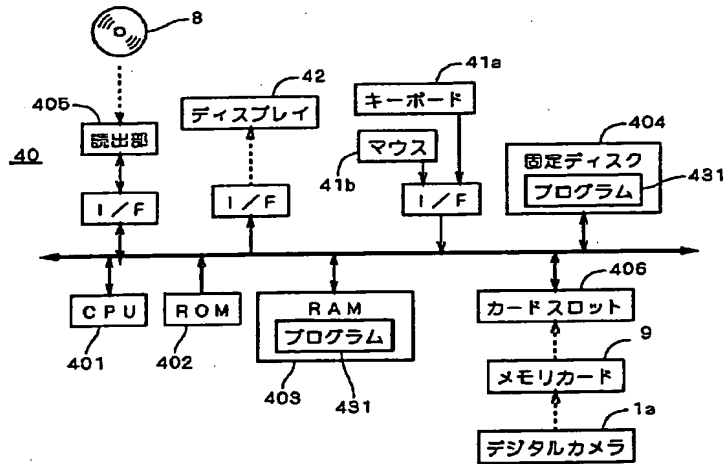 8
405
読出部
40
I/F
42
ディスプレイ
I/F
41a
キーボード
マウス
41b
I/F
404
固定ディスク
プログラム
431
CPU
401
ROM
402
RAM
プログラム
403
431
406
カードスロット
9
メモリカード
1a
デジタルカメラ